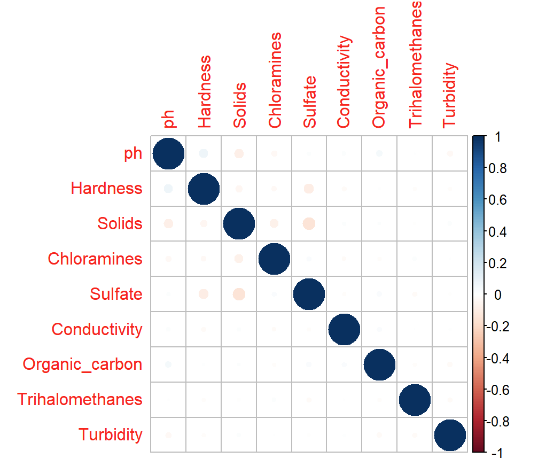 ph
Hardness
Solids
Chloramines
Sulfate
Conductivity
Organic_carbon
Trihalomethanes
Turbidity
ph
Hardness
Solids
Chloramines
Sulfate
Conductivity
Organic_carbon
Trihalomethanes
Turbidity
1
0.8
0.6
0.4
0.2
0
-0.2
-0.4
-0.6
-0.8
-1